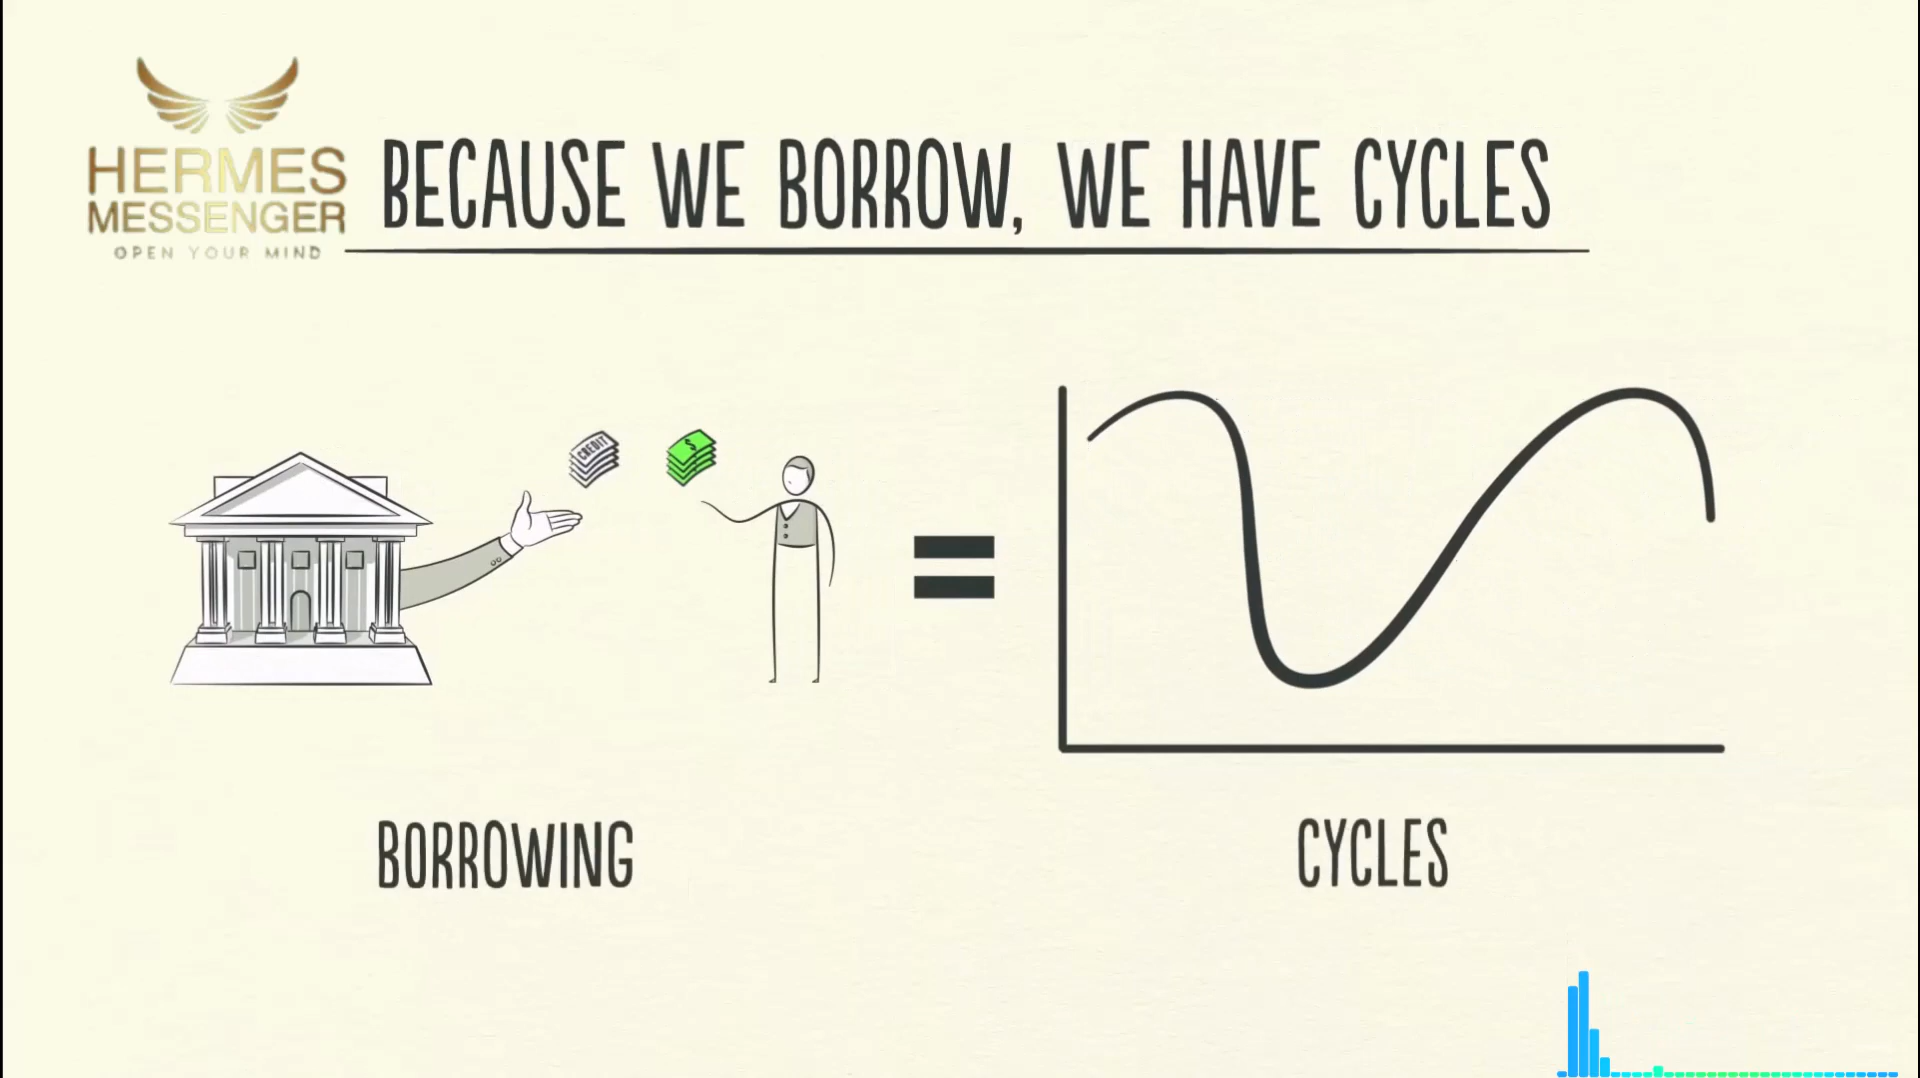 HERMES
MESSENGER
OPEN YOUR MIND
BECAUSE WE BORROW, WE HAVE CYCLES
CREDIT
$
BORROWING
CYCLES